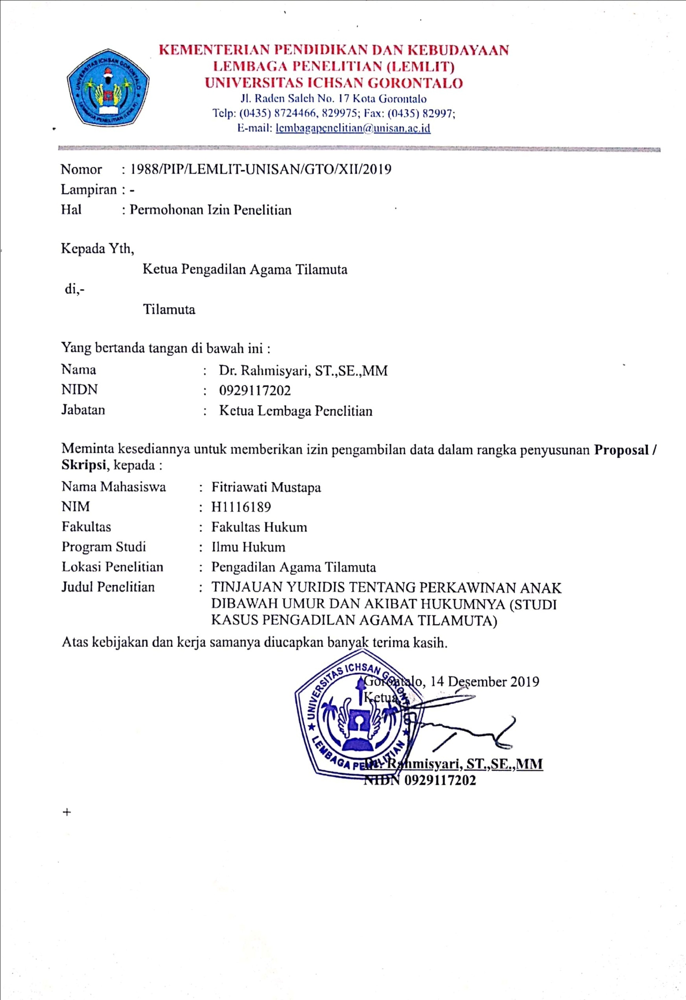 KEMENTERIAN PENDIDIKAN DAN KEBUDAYAAN
LEMBAGA PENELITIAN (LEMLIT)
UNIVERSITAS ICHSAN GORONTALO
Jl. Raden Saleh No. 17 Kota Gorontalo
Telp: (0435) 8724466, 829975; Fax: (0435) 82997;
E-mail: lembagapenelitian@unisan.ac.id
UNIVERSITAS ICHSAN GORONTALO
LEMBAGA PENELITIAN (LEMLIT)
Nomor : 1988/PIP/LEMLIT-UNISAN/GTO/XII/2019
Lampiran : -
Hal : Permohonan Izin Penelitian
Kepada Yth,
Ketua Pengadilan Agama Tilamuta
di,-
Tilamuta
Yang bertanda tangan di bawah ini :
Nama : Dr. Rahmisyari, ST.,SE.,MM
NIDN : 0929117202
Jabatan : Ketua Lembaga Penelitian
Meminta kesediannya untuk memberikan izin pengambilan data dalam rangka penyusunan Proposal /
Skripsi, kepada :
Nama Mahasiswa : Fitriawati Mustapa
NIM : H1116189
Fakultas : Fakultas Hukum
Program Studi : Ilmu Hukum
Lokasi Penelitian : Pengadilan Agama Tilamuta
Judul Penelitian : TINJAUAN YURIDIS TENTANG PERKAWINAN ANAK
DIBAWAH UMUR DAN AKIBAT HUKUMNYA (STUDI
KASUS PENGADILAN AGAMA TILAMUTA)
Atas kebijakan dan kerja samanya diucapkan banyak terima kasih.
Gorontalo, 14 Desember 2019
Ketua,
UNIVERSITAS ICHSAN GORONTALO
LEMBAGA PENELITIAN
Dr. Rahmisyari, ST.,SE.,MM
NIDN 0929117202
+